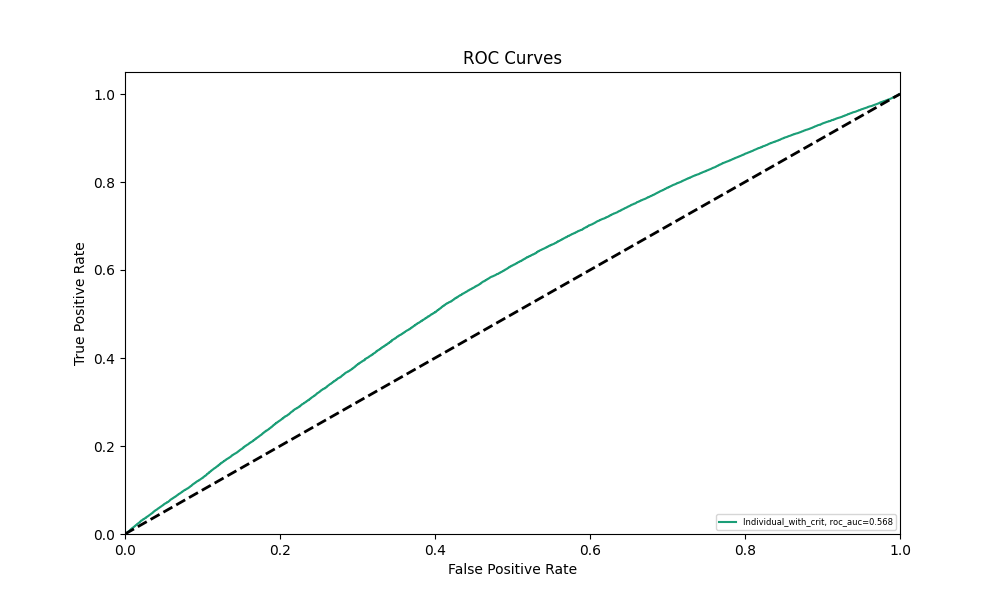 ROC Curves
True Positive Rate
1.0
0.8
0.6
0.4
0.2
0.0
Individual_with_crit, roc_auc=0.568
0.0 0.2 0.4 0.6 0.8 1.0
False Positive Rate